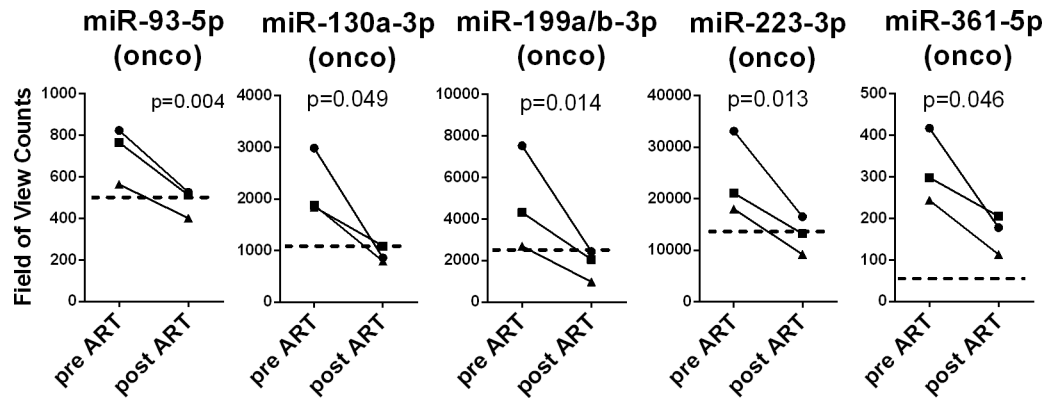 miR-93-5p
(onco)
miR-130a-3p
(onco)
miR-199a/b-3p
(onco)
miR-223-3p
(onco)
miR-361-5p
(onco)
Field of View Counts
p=0.004
1000
800
600
400
200
0
pre ART
post ART
p=0.049
4000
3000
2000
1000
0
pre ART
post ART
p=0.014
10000
8000
6000
4000
2000
0
pre ART
post ART
p=0.013
40000
30000
20000
10000
0
pre ART
post ART
p=0.046
500
400
300
200
100
0
pre ART
post ART